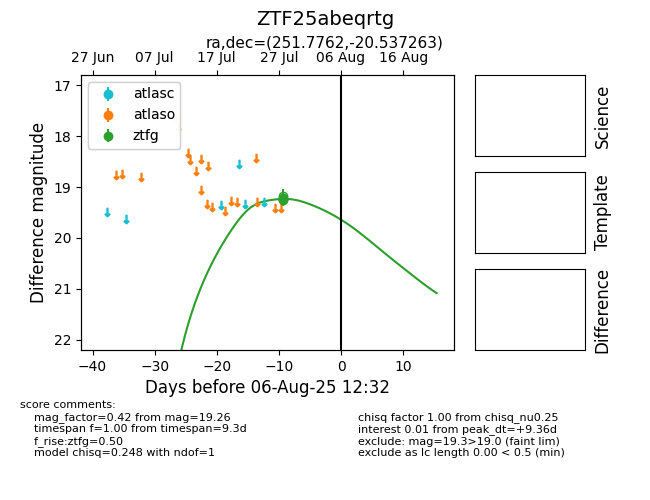 ZTF25abeqrtg
ra,dec=(251.7762,-20.537263)
27 Jun 07 Jul 17 Jul 27 Jul 06 Aug 16 Aug
17
18
19
20
21
22
Difference magnitude
atlasc
atlaso
ztfg
−40 −30 −20 −10 0 10
Days before 06-Aug-25 12:32
Science
Template
Difference
score comments:
mag_factor=0.42 from mag=19.26
timespan f=1.00 from timespan=9.3d
f_rise:ztfg=0.50
model chisq=0.248 with ndof=1
chisq factor 1.00 from chisq_nu0.25
interest 0.01 from peak_dt=+9.36d
exclude: mag=19.3>19.0 (faint lim)
exclude as lc length 0.00 < 0.5 (min)